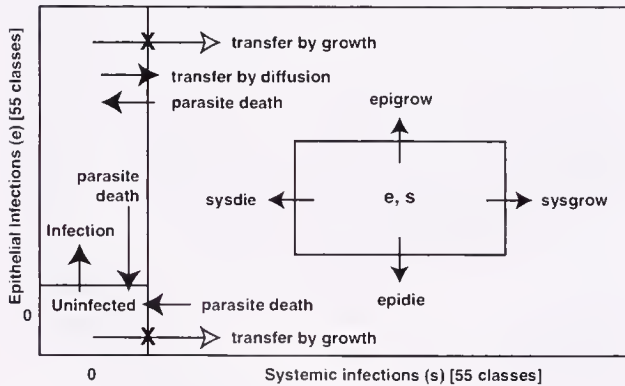 transfer by growth
transfer by diffusion
parasite death
epigrow
parasite
death
sysdie
e, s
sysgrow
Infection
Uninfected
parasite death
epidie
transfer by growth
Epithelial Infections (e) [55 classes]
0
0
Systemic infections (s) [55 classes]